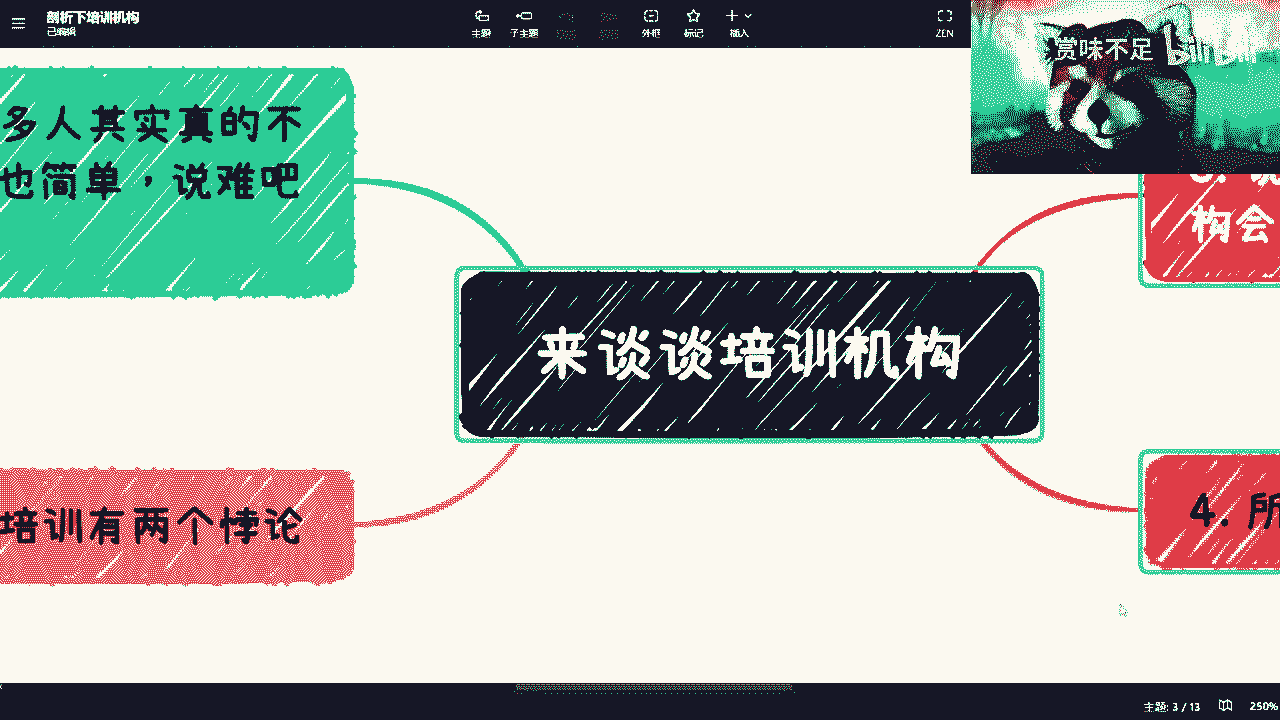 剖析下培训机构
已编辑
主题
子主题
外框
标记
插入
ZEN
赏味不足 bilibili
多人其实真的不
也简单，说难吧
构会
来谈谈培训机构
培训有两个悖论
4. 所
主题: 3 / 13
250%